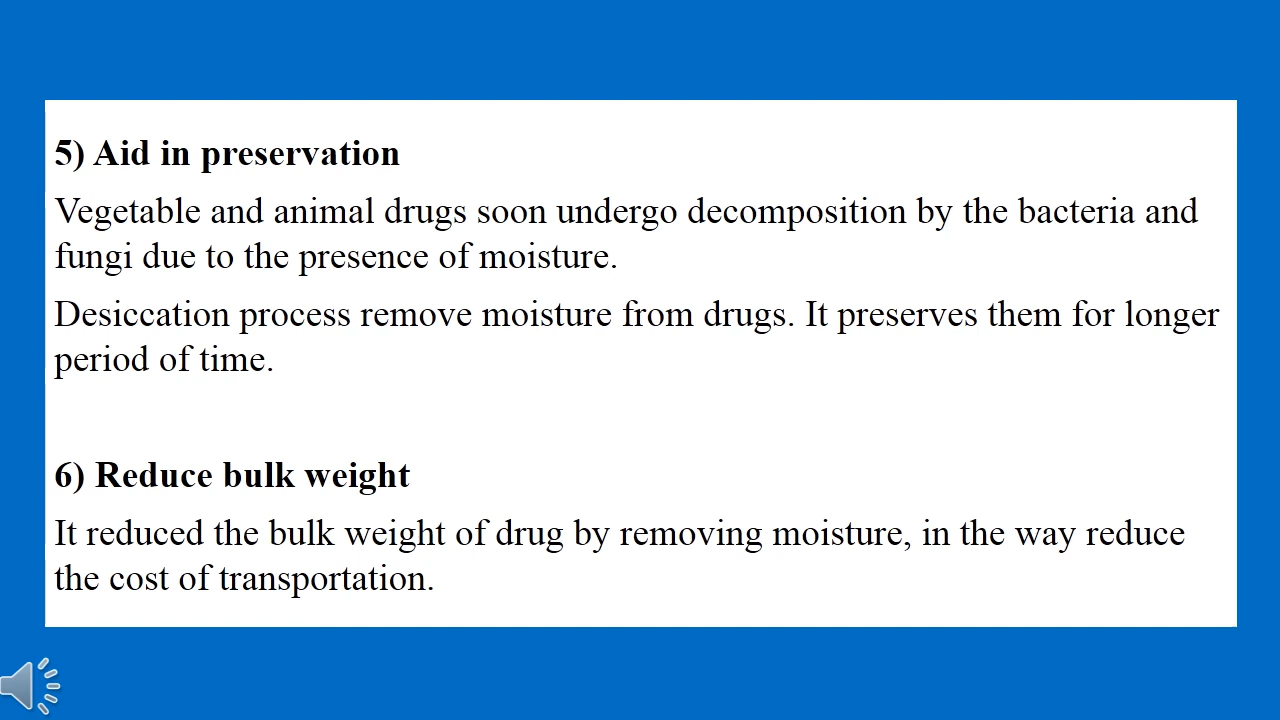 5) Aid in preservation
Vegetable and animal drugs soon undergo decomposition by the bacteria and
fungi due to the presence of moisture.
Desiccation process remove moisture from drugs. It preserves them for longer
period of time.
6) Reduce bulk weight
It reduced the bulk weight of drug by removing moisture, in the way reduce
the cost of transportation.